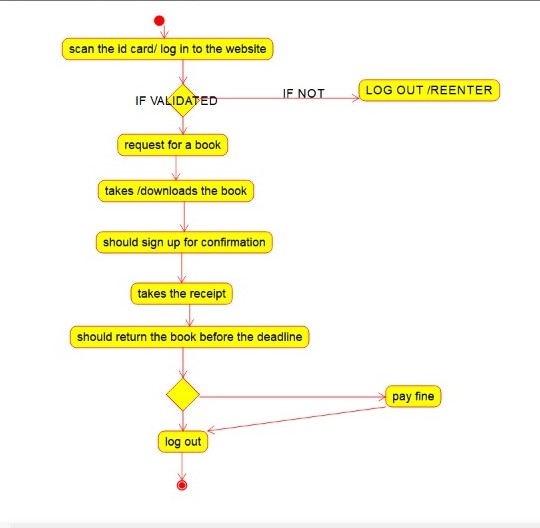 scan the id card/ log in to the website
IF VALIDATED
IF NOT
LOG OUT /REENTER
request for a book
takes /downloads the book
should sign up for confirmation
takes the receipt
should return the book before the deadline
pay fine
log out